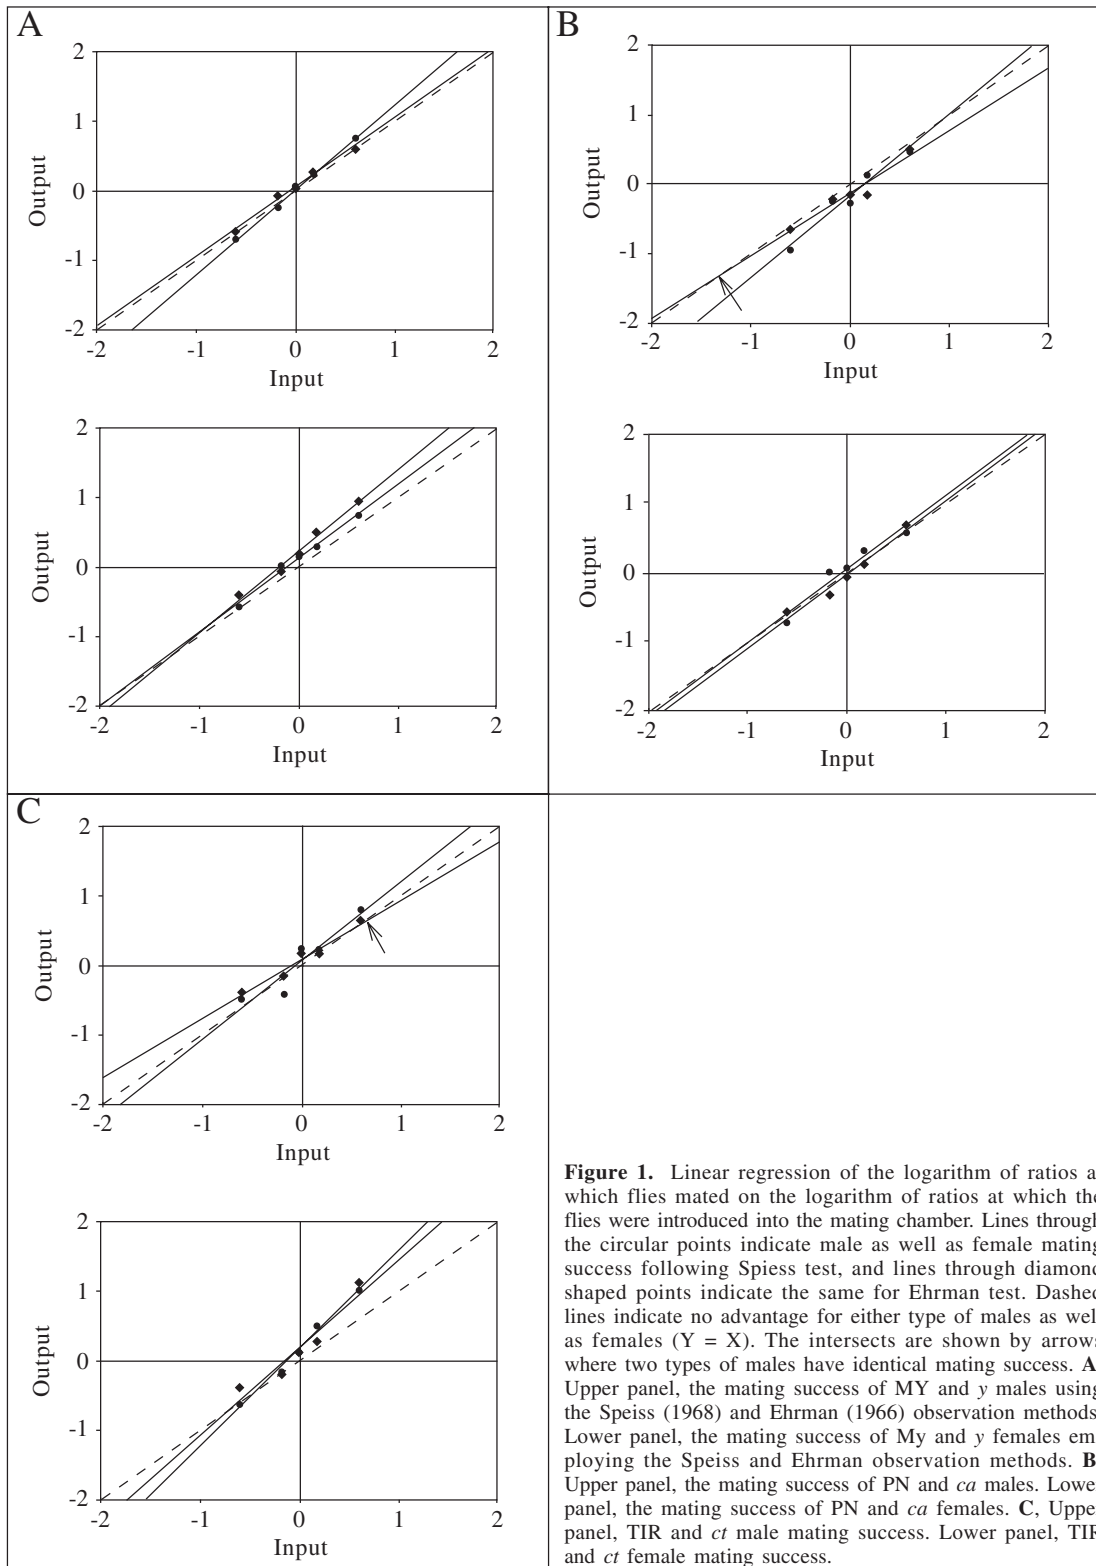 A
2
1
0
-1
-2
-2
-1
0
1
2
Output
Input
2
1
0
-1
-2
-2
-1
0
1
2
Output
Input
B
2
1
0
-1
-2
-2
-1
0
1
2
Output
Input
2
1
0
-1
-2
-2
-1
0
1
2
Output
Input
C
2
1
0
-1
-2
-2
-1
0
1
2
Output
Input
2
1
0
-1
-2
-2
-1
0
1
2
Output
Input
Figure 1. Linear regression of the logarithm of ratios a
which flies mated on the logarithm of ratios at which the
flies were introduced into the mating chamber. Lines through
the circular points indicate male as well as female mating
success following Spiess test, and lines through diamond
shaped points indicate the same for Ehrman test. Dashed
lines indicate no advantage for either type of males as well
as females (Y = X). The intersects are shown by arrows
where two types of males have identical mating success. A
Upper panel, the mating success of MY and y males using
the Speiss (1968) and Ehrman (1966) observation methods
Lower panel, the mating success of My and y females em
ploying the Speiss and Ehrman observation methods. B
Upper panel, the mating success of PN and ca males. Lowe
panel, the mating success of PN and ca females. C, Uppe
panel, TIR and ct male mating success. Lower panel, TIR
and ct female mating success.